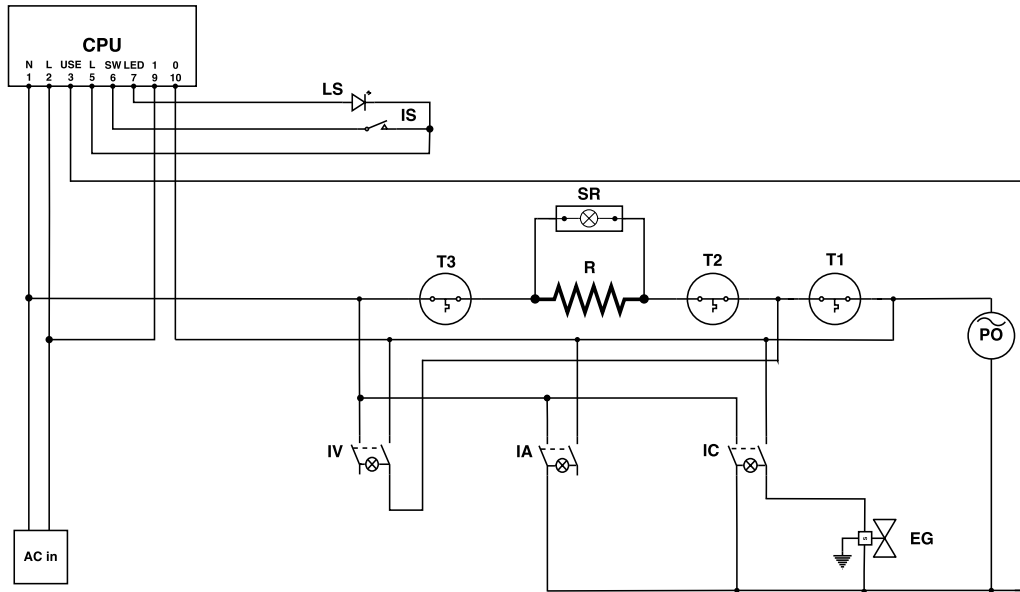 CPU
N L USE L SW LED 1 0
1 2 3 5 6 7 9 10
LS
IS
SR
T3
R
T2
T1
PO
IV
IA
IC
S
EG
AC in